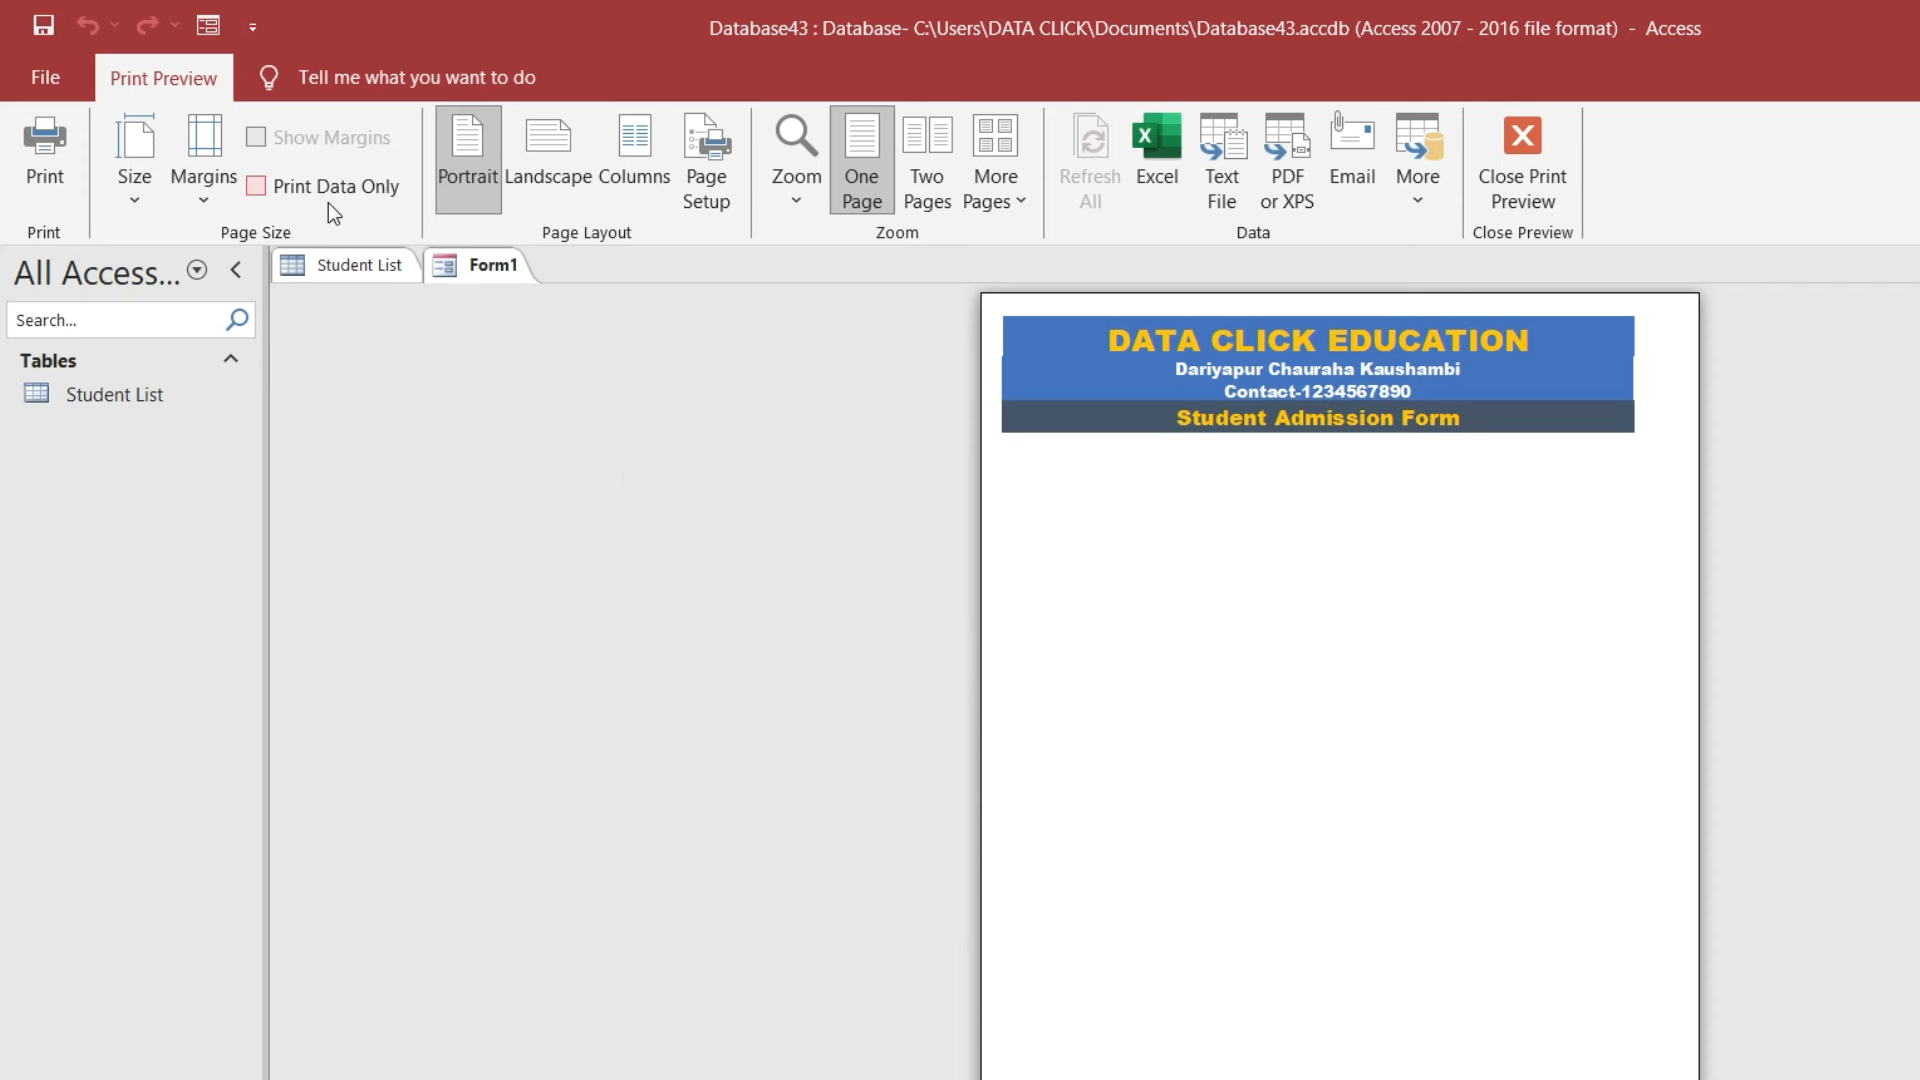 Database43 : Database- C:\Users\DATA CLICK\Documents\Database43.accdb (Access 2007 - 2016 file format) - Access
File
Print Preview
Tell me what you want to do
Print
Size
Margins
Show Margins
Print Data Only
Portrait
Landscape
Columns
Page
Setup
Zoom
One
Page
Two
Pages
More
Pages
Refresh
All
Excel
Text
File
PDF
or XPS
Email
More
Close Print
Preview
Print
Page Size
Page Layout
Zoom
Data
Close Preview
All Access...
Student List
Form1
Search...
Tables
Student List
DATA CLICK EDUCATION
Dariyapur Chauraha Kaushambi
Contact-1234567890
Student Admission Form